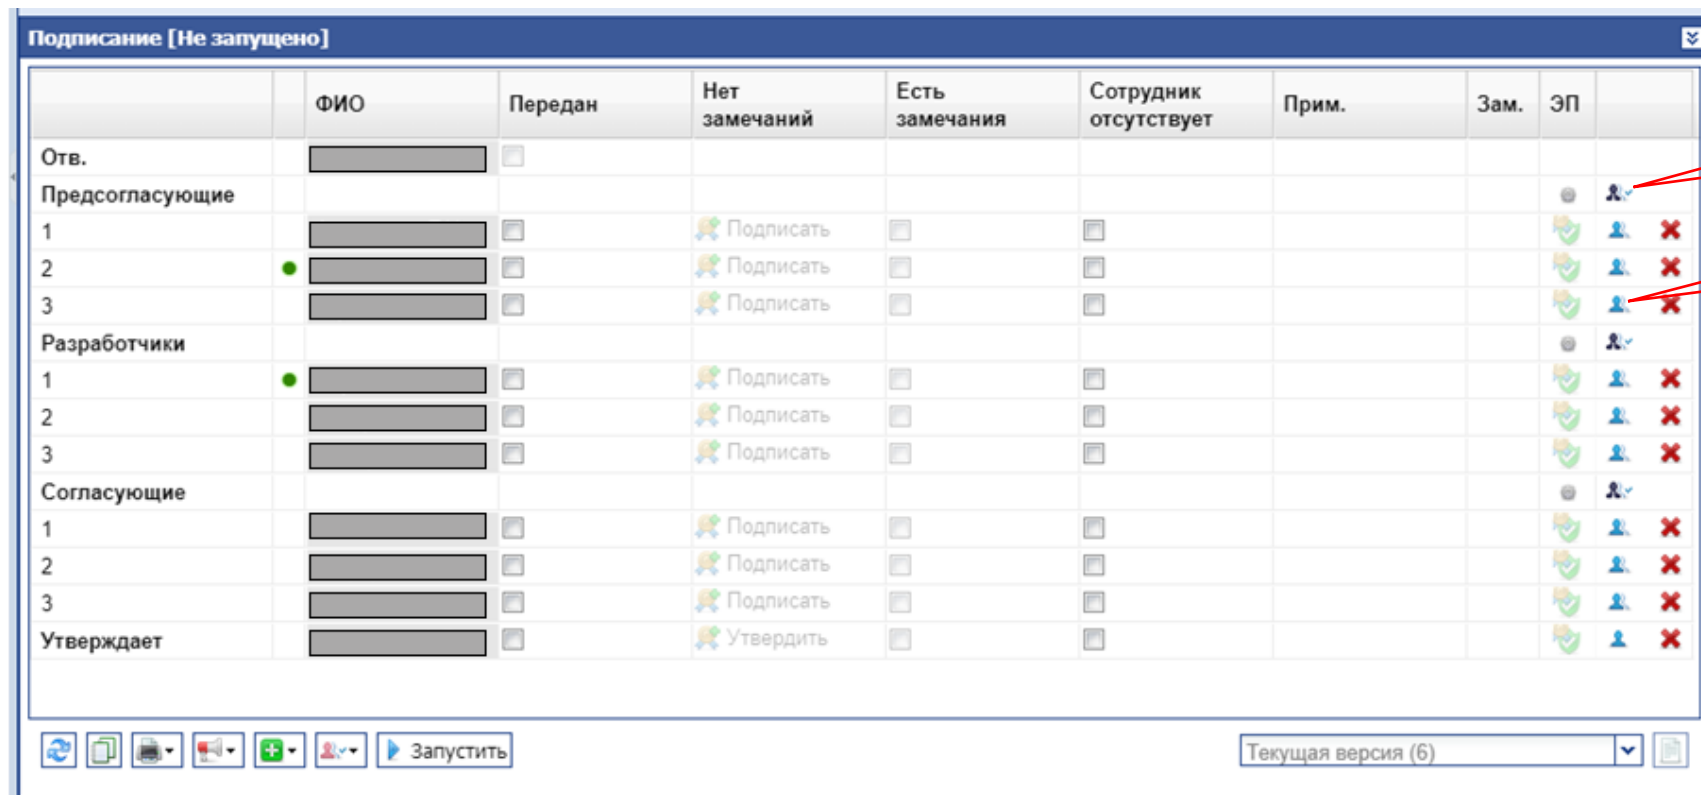 Подписание [Не запущено]
ФИО Передан Нет замечаний Есть замечания Сотрудник отсутствует Прим. Зам. ЭП
Отв.
Предсогласующие
1 Подписать
2 Подписать
3 Подписать
Разработчики
1 Подписать
2 Подписать
3 Подписать
Согласующие
1 Подписать
2 Подписать
3 Подписать
Утверждает Утвердить
Запустить Текущая версия (6)